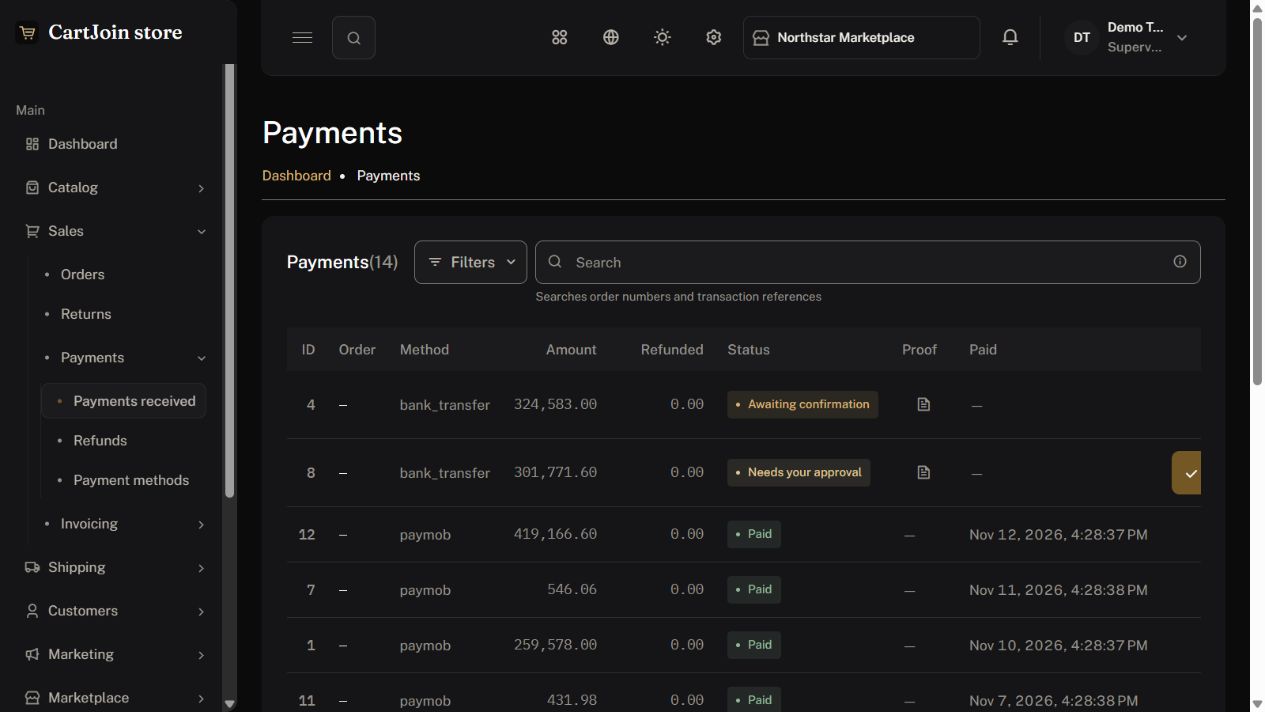 CartJoin store
Northstar Marketplace
DT
Demo T...
Superv...
Main
Dashboard
Catalog
Sales
Orders
Returns
Payments
Payments received
Refunds
Payment methods
Invoicing
Shipping
Customers
Marketing
Marketplace
Payments
Dashboard • Payments
Payments(14)
Filters
Search
Searches order numbers and transaction references
ID Order Method Amount Refunded Status Proof Paid
4 – bank_transfer 324,583.00 0.00 • Awaiting confirmation —
8 – bank_transfer 301,771.60 0.00 • Needs your approval —
12 – paymob 419,166.60 0.00 • Paid — Nov 12, 2026, 4:28:37 PM
7 – paymob 546.06 0.00 • Paid — Nov 11, 2026, 4:28:38 PM
1 – paymob 259,578.00 0.00 • Paid — Nov 10, 2026, 4:28:37 PM
11 – paymob 431.98 0.00 • Paid — Nov 7, 2026, 4:28:38 PM